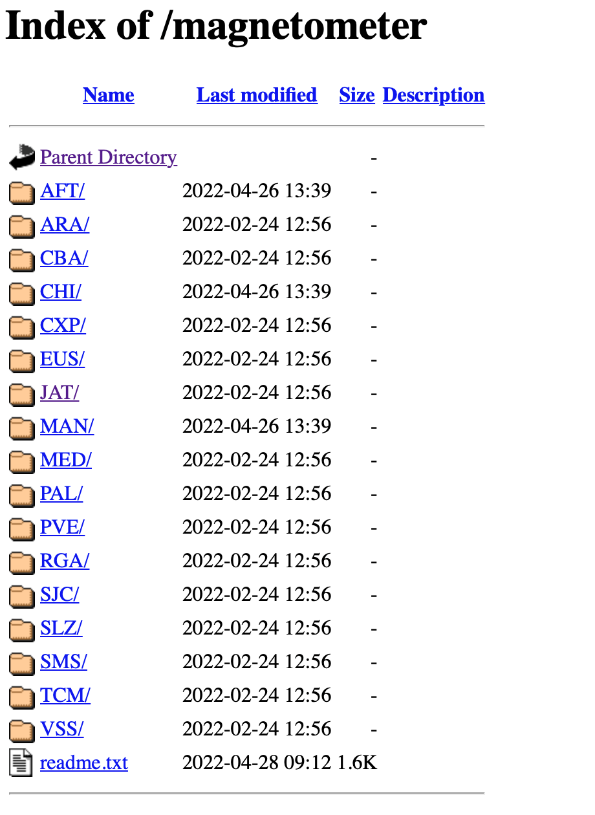 Index of /magnetometer
Name Last modified Size Description
Parent Directory -
AFT/ 2022-04-26 13:39 -
ARA/ 2022-02-24 12:56 -
CBA/ 2022-02-24 12:56 -
CHI/ 2022-04-26 13:39 -
CXP/ 2022-02-24 12:56 -
EUS/ 2022-02-24 12:56 -
JAT/ 2022-02-24 12:56 -
MAN/ 2022-04-26 13:39 -
MED/ 2022-02-24 12:56 -
PAL/ 2022-02-24 12:56 -
PVE/ 2022-02-24 12:56 -
RGA/ 2022-02-24 12:56 -
SJC/ 2022-02-24 12:56 -
SLZ/ 2022-02-24 12:56 -
SMS/ 2022-02-24 12:56 -
TCM/ 2022-02-24 12:56 -
VSS/ 2022-02-24 12:56 -
readme.txt 2022-04-28 09:12 1.6K